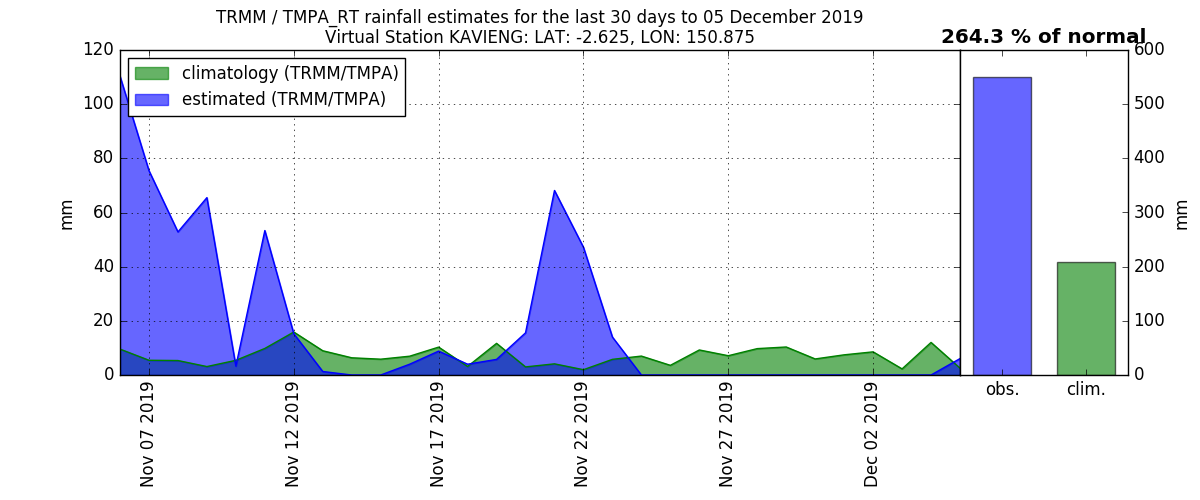 TRMM / TMPA_RT rainfall estimates for the last 30 days to 05 December 2019
Virtual Station KAVIENG: LAT: -2.625, LON: 150.875
264.3 % of normal
climatology (TRMM/TMPA)
estimated (TRMM/TMPA)
120
100
80
60
40
20
0
mm
Nov 07 2019
Nov 12 2019
Nov 17 2019
Nov 22 2019
Nov 27 2019
Dec 02 2019
600
500
400
300
200
100
0
mm
obs.
clim.